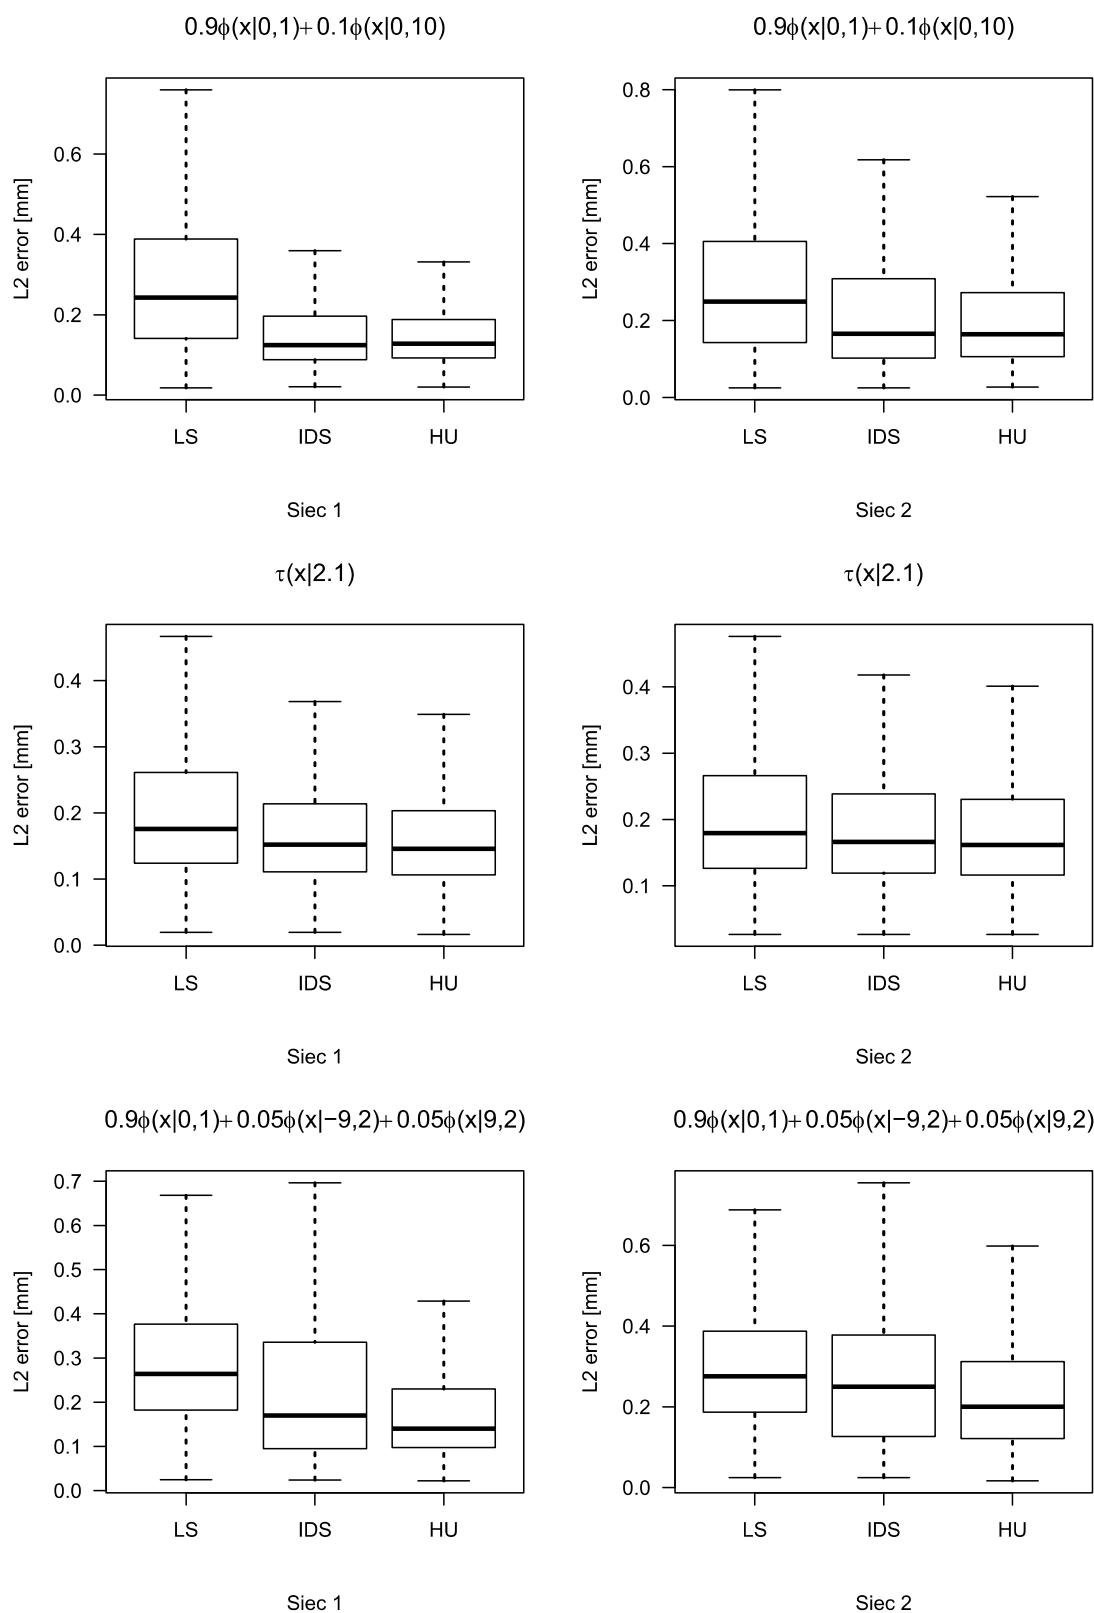 0.9ϕ(x|0,1)+0.1ϕ(x|0,10)
L2 error [mm]
0.6
0.4
0.2
0.0
LS IDS HU
Siec 1
0.9ϕ(x|0,1)+0.1ϕ(x|0,10)
L2 error [mm]
0.8
0.6
0.4
0.2
0.0
LS IDS HU
Siec 2
τ(x|2.1)
L2 error [mm]
0.4
0.3
0.2
0.1
0.0
LS IDS HU
Siec 1
τ(x|2.1)
L2 error [mm]
0.4
0.3
0.2
0.1
LS IDS HU
Siec 2
0.9ϕ(x|0,1)+0.05ϕ(x|−9,2)+0.05ϕ(x|9,2)
L2 error [mm]
0.7
0.6
0.5
0.4
0.3
0.2
0.1
0.0
LS IDS HU
Siec 1
0.9ϕ(x|0,1)+0.05ϕ(x|−9,2)+0.05ϕ(x|9,2)
L2 error [mm]
0.6
0.4
0.2
0.0
LS IDS HU
Siec 2